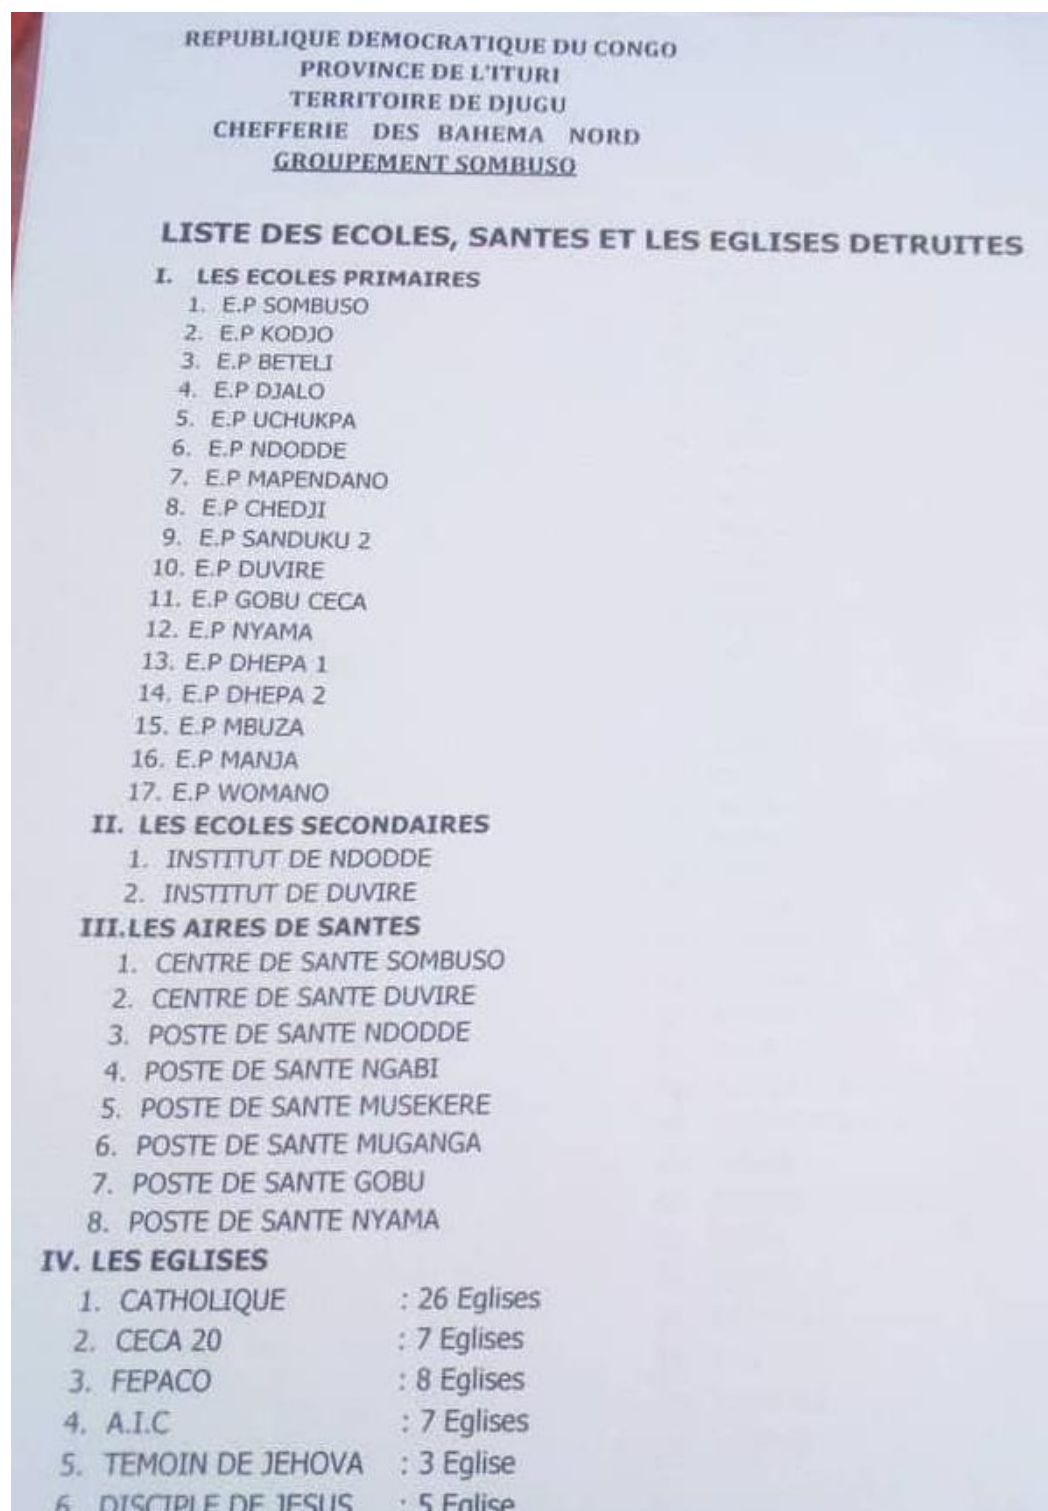 REPUBLIQUE DEMOCRATIQUE DU CONGO
PROVINCE DE L'ITURI
TERRITOIRE DE DJUGU
CHEFFERIE DES BAHEMA NORD
GROUPEMENT SOMBUSO
LISTE DES ECOLES, SANTES ET LES EGLISES DETRUITES
I. LES ECOLES PRIMAIRES
1. E.P SOMBUSO
2. E.P KODJO
3. E.P BETELI
4. E.P DJALO
5. E.P UCHUKPA
6. E.P NDODDE
7. E.P MAPENDANO
8. E.P CHEDJI
9. E.P SANDUKU 2
10. E.P DUVIRE
11. E.P GOBU CECA
12. E.P NYAMA
13. E.P DHEPA 1
14. E.P DHEPA 2
15. E.P MBUZA
16. E.P MANJA
17. E.P WOMANO
II. LES ECOLES SECONDAIRES
1. INSTITUT DE NDODDE
2. INSTITUT DE DUVIRE
III.LES AIRES DE SANTES
1. CENTRE DE SANTE SOMBUSO
2. CENTRE DE SANTE DUVIRE
3. POSTE DE SANTE NDODDE
4. POSTE DE SANTE NGABI
5. POSTE DE SANTE MUSEKERE
6. POSTE DE SANTE MUGANGA
7. POSTE DE SANTE GOBU
8. POSTE DE SANTE NYAMA
IV. LES EGLISES
1. CATHOLIQUE : 26 Eglises
2. CECA 20 : 7 Eglises
3. FEPACO : 8 Eglises
4. A.I.C : 7 Eglises
5. TEMOIN DE JEHOVA : 3 Eglise
6. DISCIPLE DE JESUS : 5 Eglise